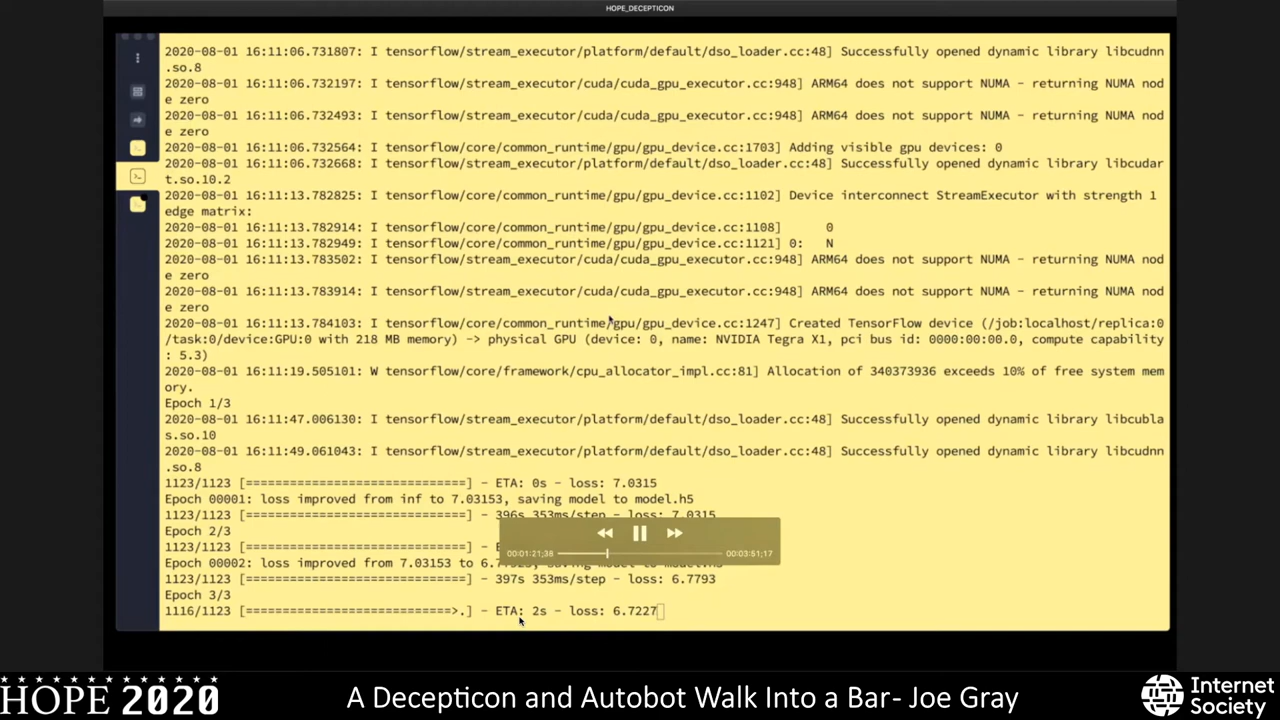 HOPE_DECEPTICON
2020-08-01 16:11:06.731807: I tensorflow/stream_executor/platform/default/dso_loader.cc:48] Successfully opened dynamic library libcudnn
.so.8
2020-08-01 16:11:06.732197: I tensorflow/stream_executor/cuda/cuda_gpu_executor.cc:948] ARM64 does not support NUMA - returning NUMA nod
e zero
2020-08-01 16:11:06.732493: I tensorflow/stream_executor/cuda/cuda_gpu_executor.cc:948] ARM64 does not support NUMA - returning NUMA nod
e zero
2020-08-01 16:11:06.732564: I tensorflow/core/common_runtime/gpu/gpu_device.cc:1703] Adding visible gpu devices: 0
2020-08-01 16:11:06.732668: I tensorflow/stream_executor/platform/default/dso_loader.cc:48] Successfully opened dynamic library libcudar
t.so.10.2
2020-08-01 16:11:13.782825: I tensorflow/core/common_runtime/gpu/gpu_device.cc:1102] Device interconnect StreamExecutor with strength 1
edge matrix:
2020-08-01 16:11:13.782914: I tensorflow/core/common_runtime/gpu/gpu_device.cc:1108]      0
2020-08-01 16:11:13.782949: I tensorflow/core/common_runtime/gpu/gpu_device.cc:1121] 0:   N
2020-08-01 16:11:13.783502: I tensorflow/stream_executor/cuda/cuda_gpu_executor.cc:948] ARM64 does not support NUMA - returning NUMA nod
e zero
2020-08-01 16:11:13.783914: I tensorflow/stream_executor/cuda/cuda_gpu_executor.cc:948] ARM64 does not support NUMA - returning NUMA nod
e zero
2020-08-01 16:11:13.784103: I tensorflow/core/common_runtime/gpu/gpu_device.cc:1247] Created TensorFlow device (/job:localhost/replica:0
/task:0/device:GPU:0 with 218 MB memory) -> physical GPU (device: 0, name: NVIDIA Tegra X1, pci bus id: 0000:00:00.0, compute capability
: 5.3)
2020-08-01 16:11:19.505101: W tensorflow/core/framework/cpu_allocator_impl.cc:81] Allocation of 340373936 exceeds 10% of free system mem
ory.
Epoch 1/3
2020-08-01 16:11:47.006130: I tensorflow/stream_executor/platform/default/dso_loader.cc:48] Successfully opened dynamic library libcubla
s.so.10
2020-08-01 16:11:49.061043: I tensorflow/stream_executor/platform/default/dso_loader.cc:48] Successfully opened dynamic library libcudnn
.so.8
1123/1123 [==============================] - ETA: 0s - loss: 7.0315
Epoch 00001: loss improved from inf to 7.03153, saving model to model.h5
1123/1123 [==============================] - 396s 353ms/step - loss: 7.0315
Epoch 2/3
1123/1123 [==============================] -
00:01:21;38 00:03:51;17
Epoch 00002: loss improved from 7.03153 to
1123/1123 [==============================] - 397s 353ms/step - loss: 6.7793
Epoch 3/3
1116/1123 [============================>.] - ETA: 2s - loss: 6.7227
HOPE 2020
A Decepticon and Autobot Walk Into a Bar- Joe Gray
Internet
Society